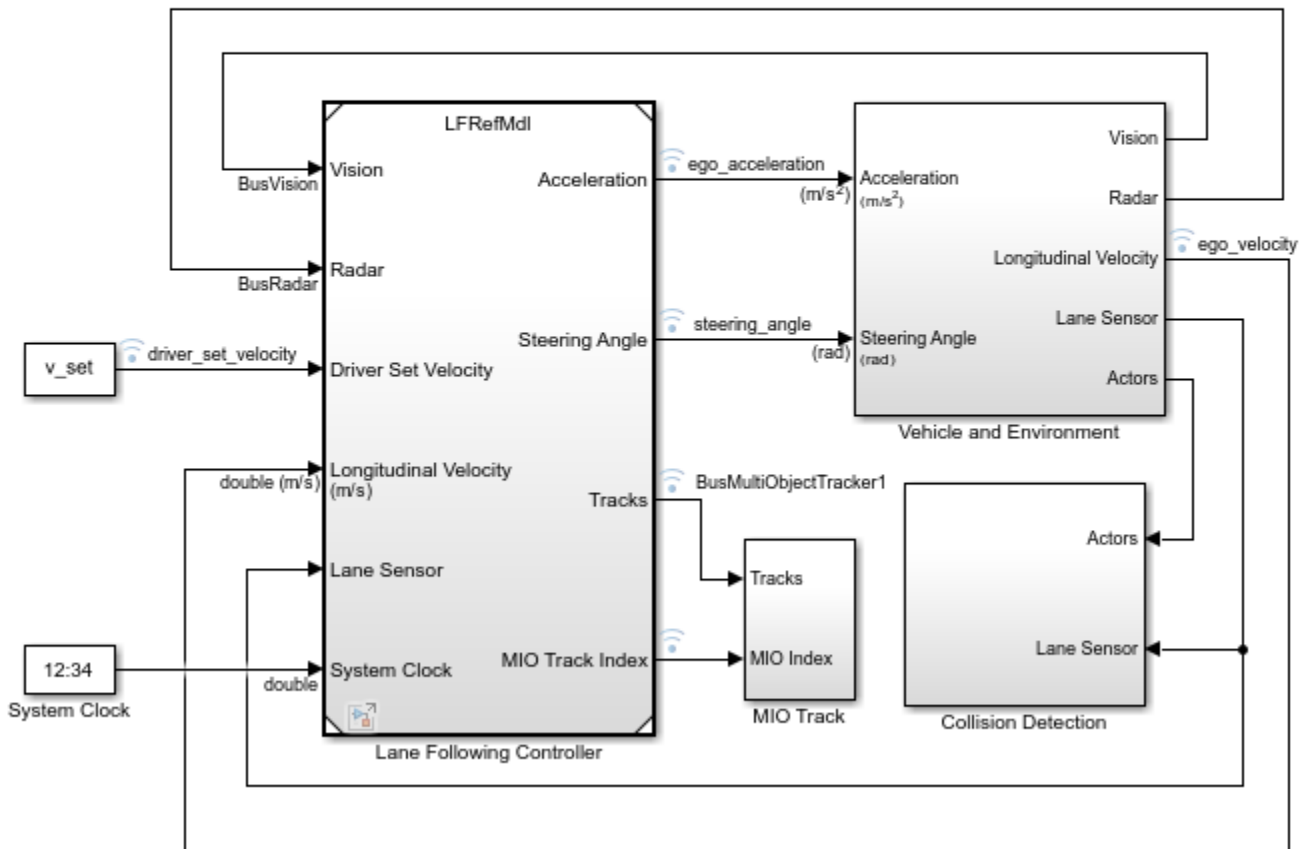 LFRefMdl
Vision
BusVision
Radar
BusRadar
v_set
driver_set_velocity
Driver Set Velocity
double (m/s)
Longitudinal Velocity
(m/s)
Lane Sensor
12:34
System Clock
double
System Clock
Acceleration
Steering Angle
Tracks
MIO Track Index
Lane Following Controller
ego_acceleration
(m/s²)
steering_angle
(rad)
BusMultiObjectTracker1
Acceleration
(m/s²)
Steering Angle
(rad)
Vision
Radar
Longitudinal Velocity
Lane Sensor
Actors
Vehicle and Environment
ego_velocity
Tracks
MIO Index
MIO Track
Actors
Lane Sensor
Collision Detection